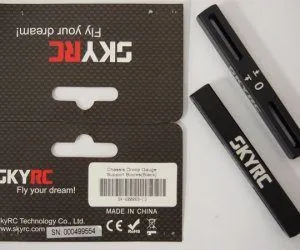 Fly your dream!
SKYRC
SKYRC
Fly your dream!
Chassis Droop Gauge
Support Blocks(Black)
MADE IN CHINA
SkyRC Technology Co., Ltd.
www.skyrc.com
SN. 000499554
± 0
SKYRC